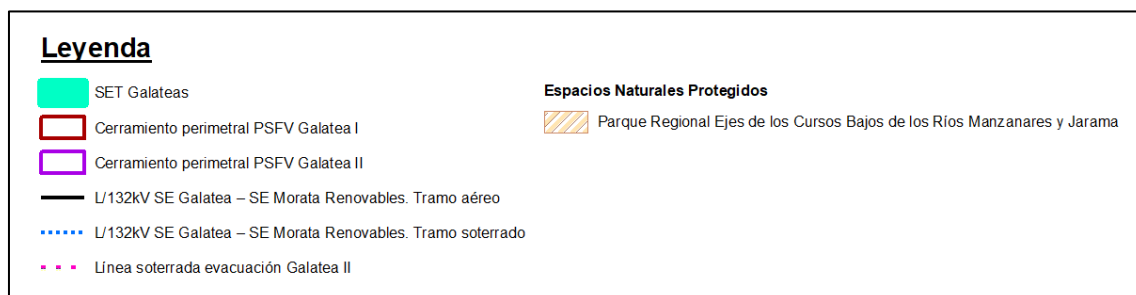 Leyenda
SET Galateas
Cerramiento perimetral PSFV Galatea I
Cerramiento perimetral PSFV Galatea II
L/132kV SE Galatea – SE Morata Renovables. Tramo aéreo
L/132kV SE Galatea – SE Morata Renovables. Tramo soterrado
Línea soterrada evacuación Galatea II
Espacios Naturales Protegidos
Parque Regional Ejes de los Cursos Bajos de los Ríos Manzanares y Jarama